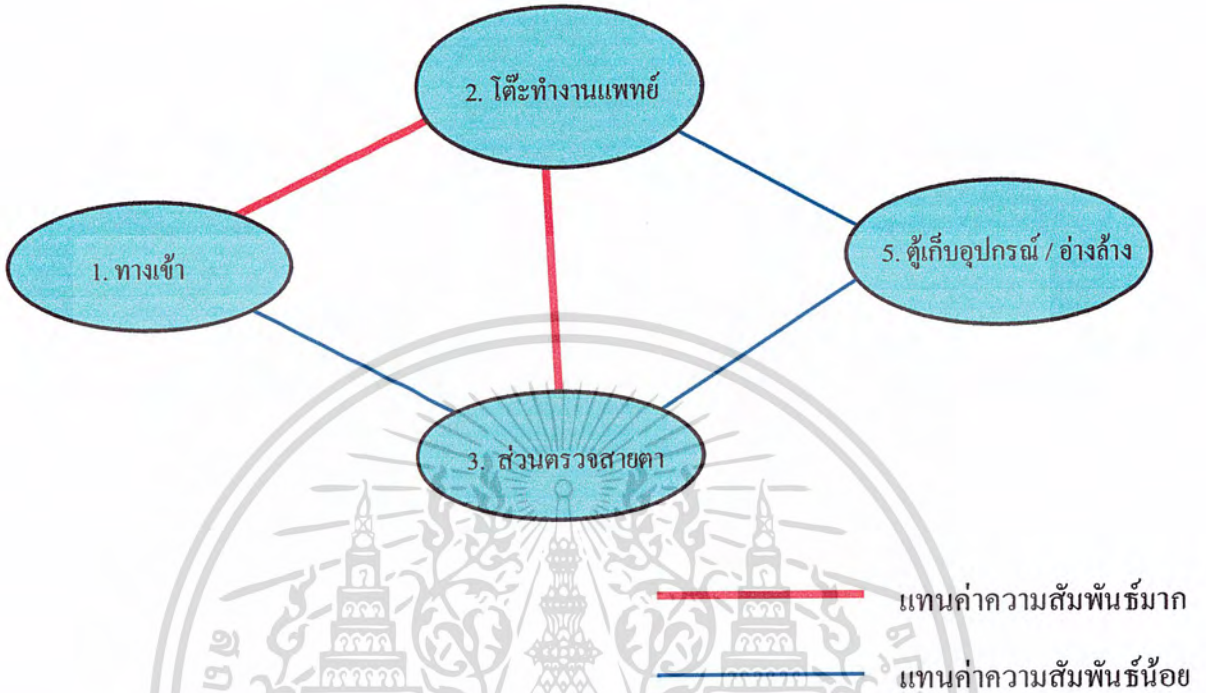 2. โต๊ะทำงานแพทย์
1. ทางเข้า
5. ตู้เก็บอุปกรณ์ / อ่างล้าง
3. ส่วนตรวจสายตา
แทนค่าความสัมพันธ์มาก
แทนค่าความสัมพันธ์น้อย